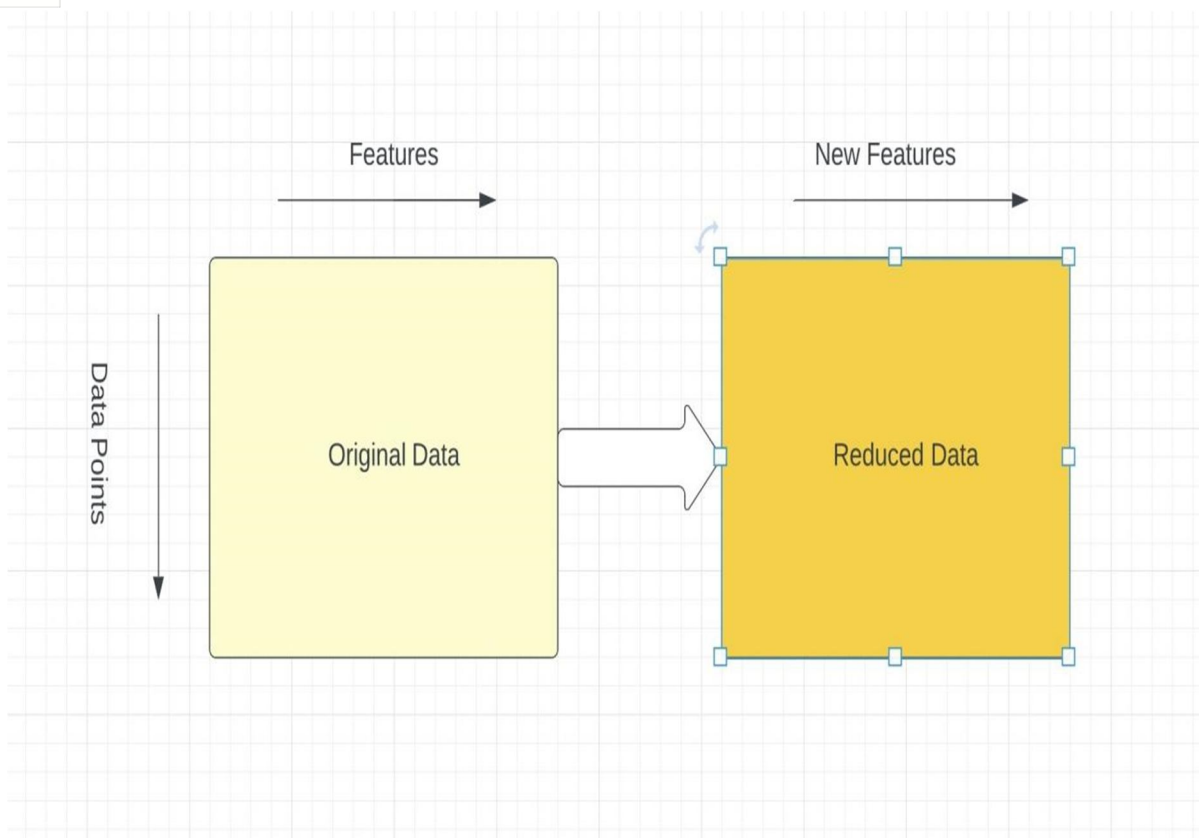 Features
New Features
Data Points
Original Data
Reduced Data